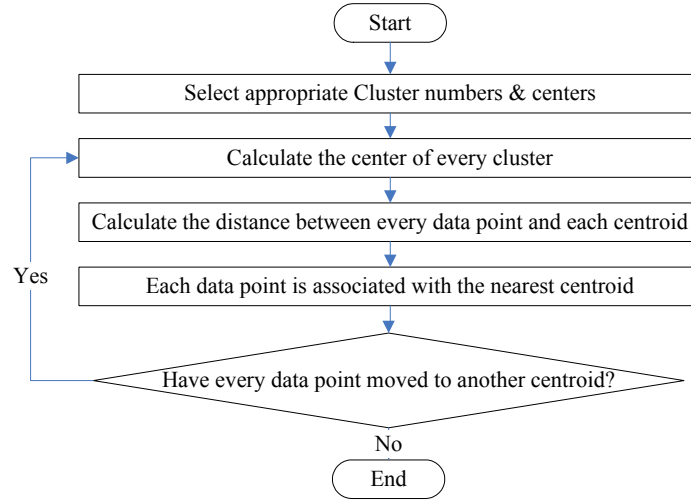 Start
Select appropriate Cluster numbers & centers
Calculate the center of every cluster
Calculate the distance between every data point and each centroid
Yes
Each data point is associated with the nearest centroid
Have every data point moved to another centroid?
No
End